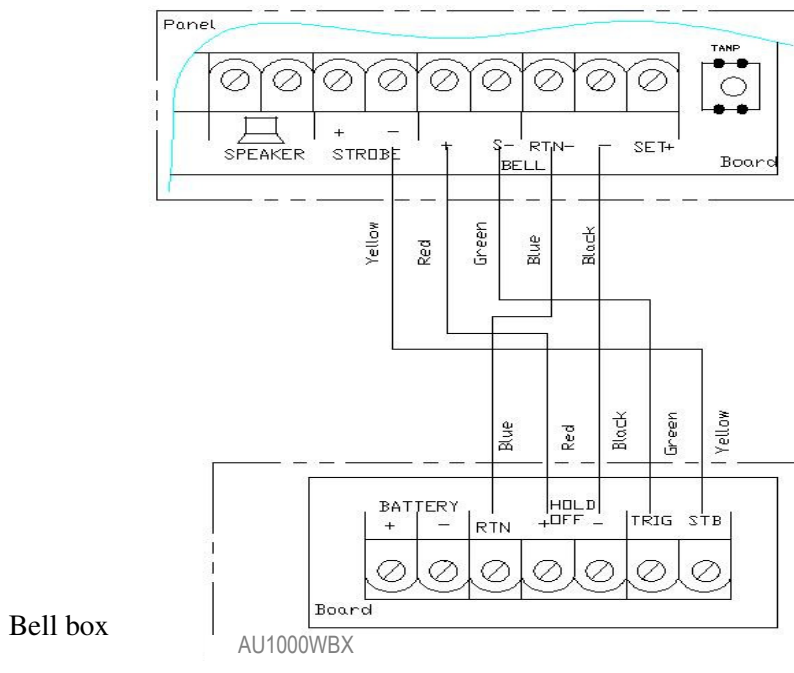 Panel
TAMP
+ - + S- RTN- - SET+
SPEAKER STROBE BELL
Board
Yellow Red Green Blue Black
Blue Red Black Green Yellow
BATTERY HOLD
+ - RTN +OFF - TRIG STB
Board
Bell box
AU1000WBX